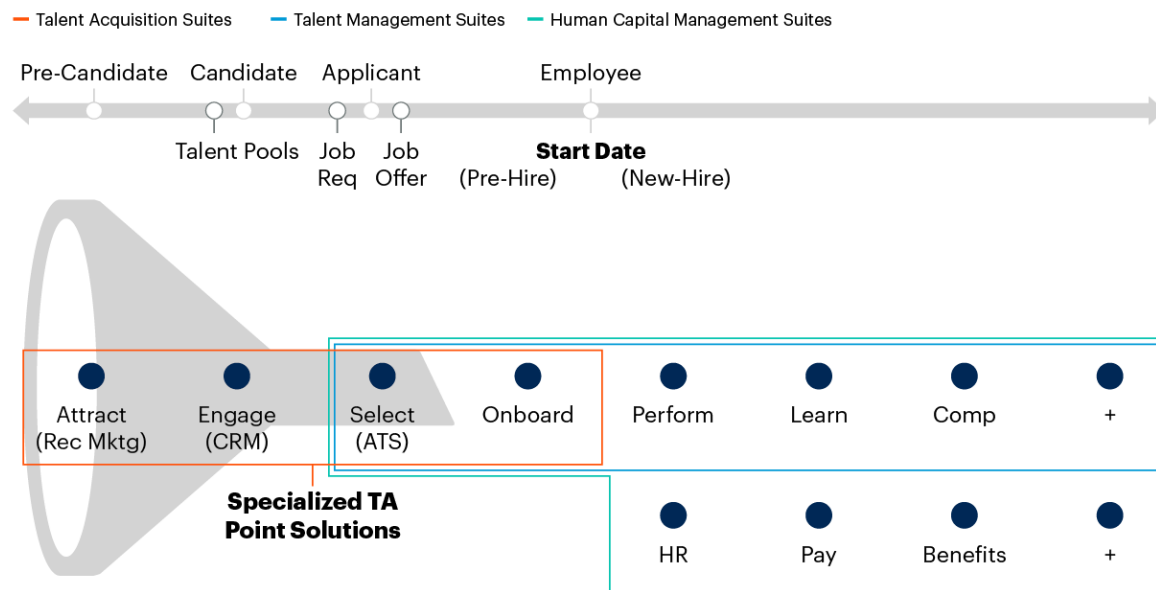 Talent Acquisition Suites
Talent Management Suites
Human Capital Management Suites
Pre-Candidate
Candidate
Applicant
Employee
Talent Pools
Job
Req
Job
Offer
Start Date
(Pre-Hire)
(New-Hire)
Attract
(Rec Mktg)
Engage
(CRM)
Select
(ATS)
Onboard
Perform
Learn
Comp
+
Specialized TA
Point Solutions
HR
Pay
Benefits
+